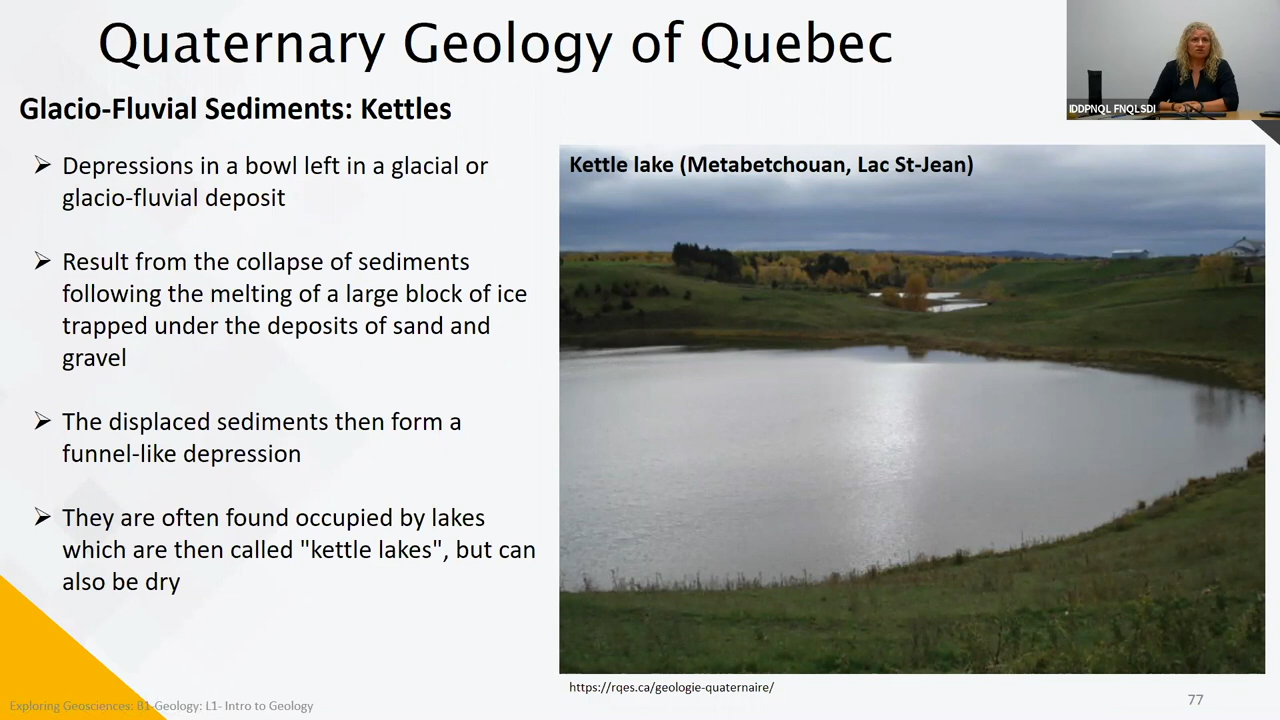 Quaternary Geology of Quebec
IDDPNQL FNQLSDI
Glacio-Fluvial Sediments: Kettles
➢ Depressions in a bowl left in a glacial or
glacio-fluvial deposit
➢ Result from the collapse of sediments
following the melting of a large block of ice
trapped under the deposits of sand and
gravel
➢ The displaced sediments then form a
funnel-like depression
➢ They are often found occupied by lakes
which are then called "kettle lakes", but can
also be dry
Kettle lake (Metabetchouan, Lac St-Jean)
https://rqes.ca/geologie-quaternaire/
Exploring Geosciences: B1-Geology: L1- Intro to Geology
77